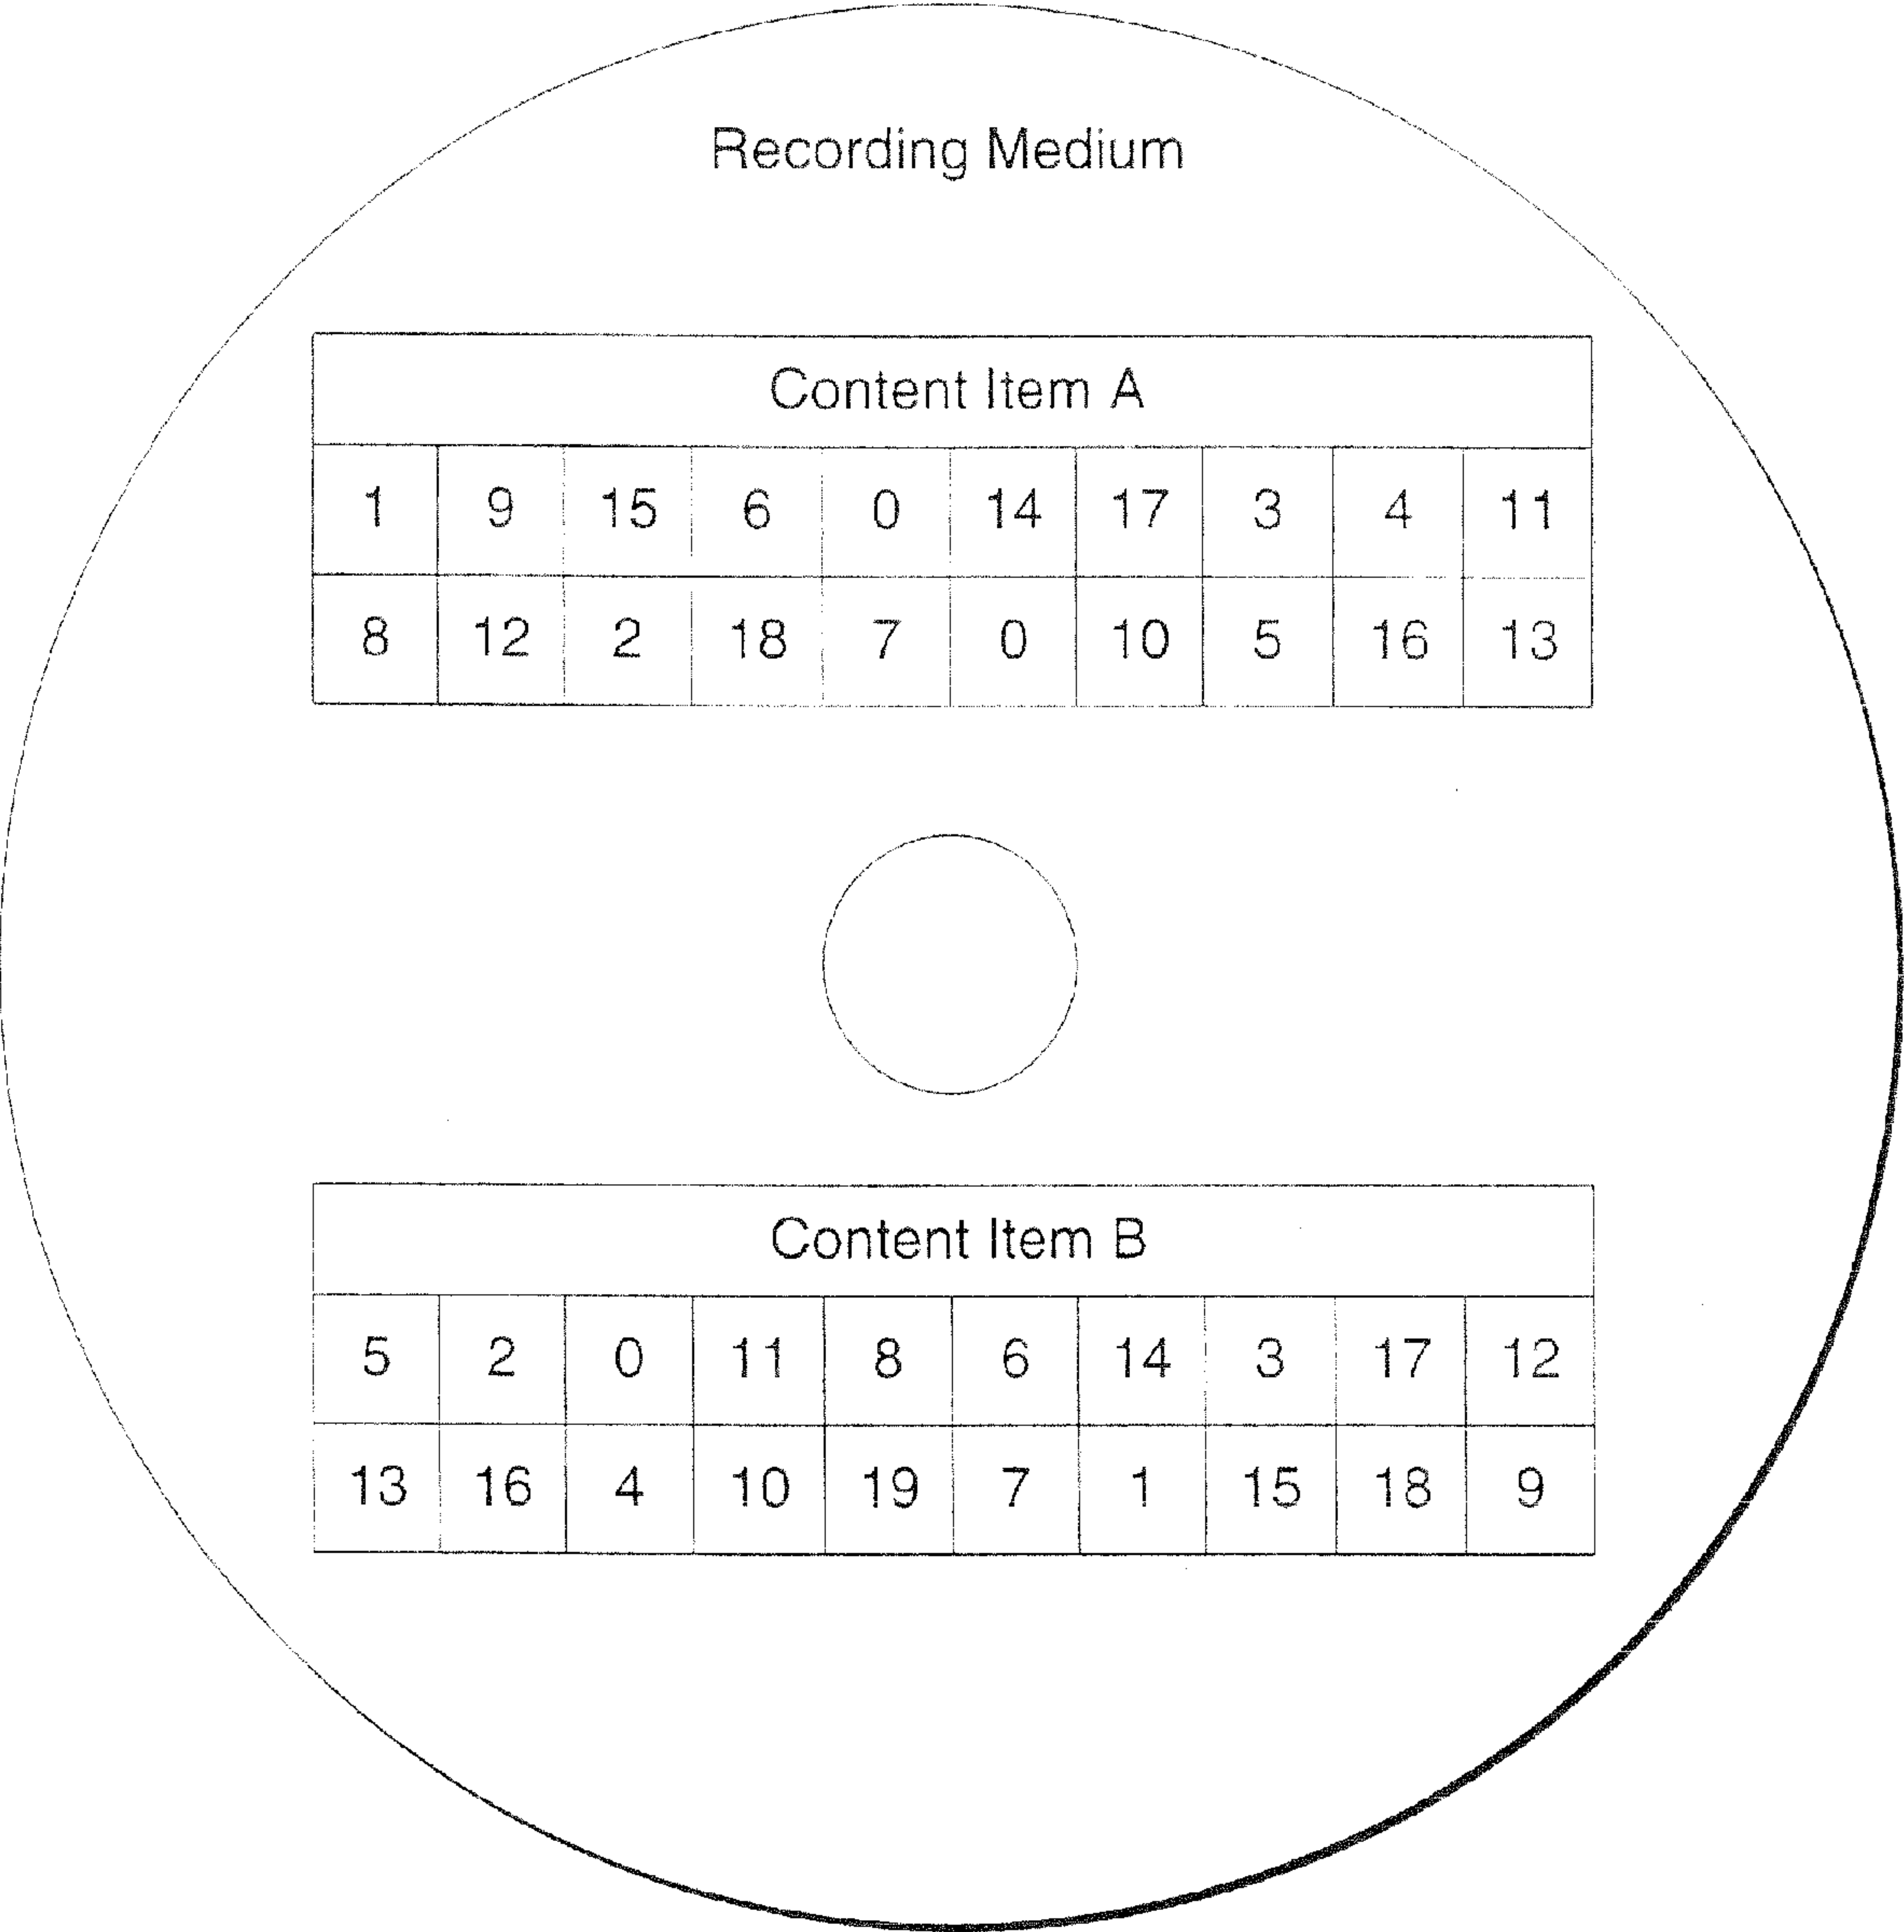 Recording Medium
Content Item A
1 9 15 6 0 14 17 3 4 11
8 12 2 18 7 0 10 5 16 13
Content Item B
5 2 0 11 8 6 14 3 17 12
13 16 4 10 19 7 1 15 18 9